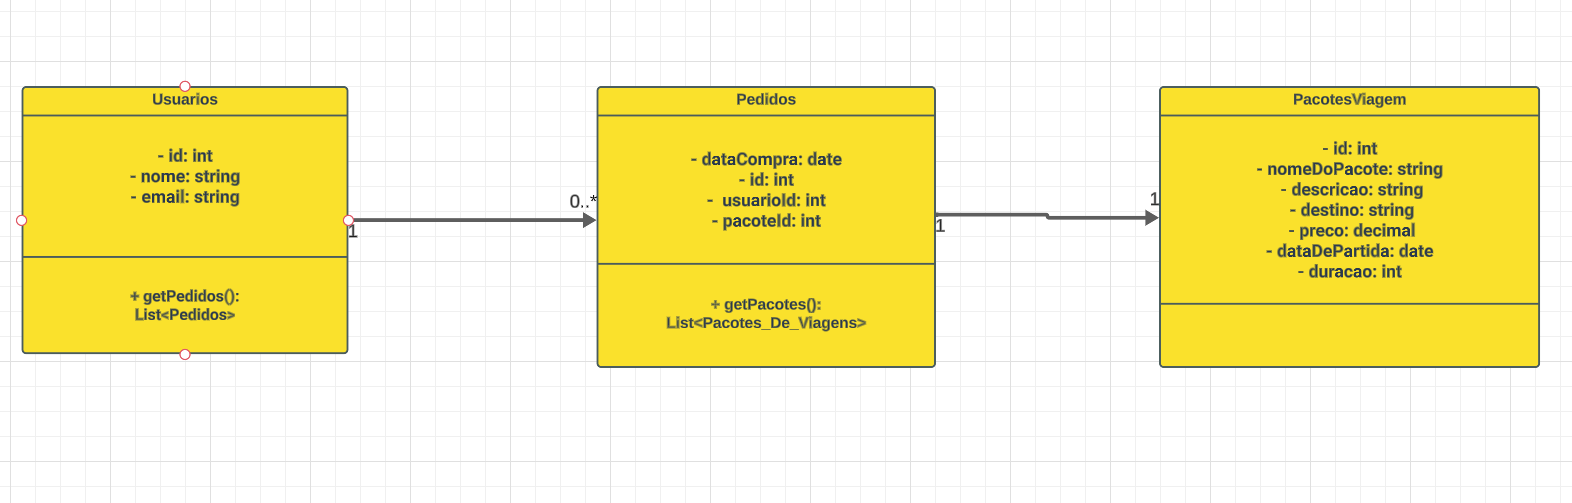 Usuarios
- id: int
- nome: string
- email: string
+ getPedidos():
List<Pedidos>
1
0..*
Pedidos
- dataCompra: date
- id: int
- usuarioId: int
- pacoteId: int
+ getPacotes():
List<Pacotes_De_Viagens>
1
1
PacotesViagem
- id: int
- nomeDoPacote: string
- descricao: string
- destino: string
- preco: decimal
- dataDePartida: date
- duracao: int